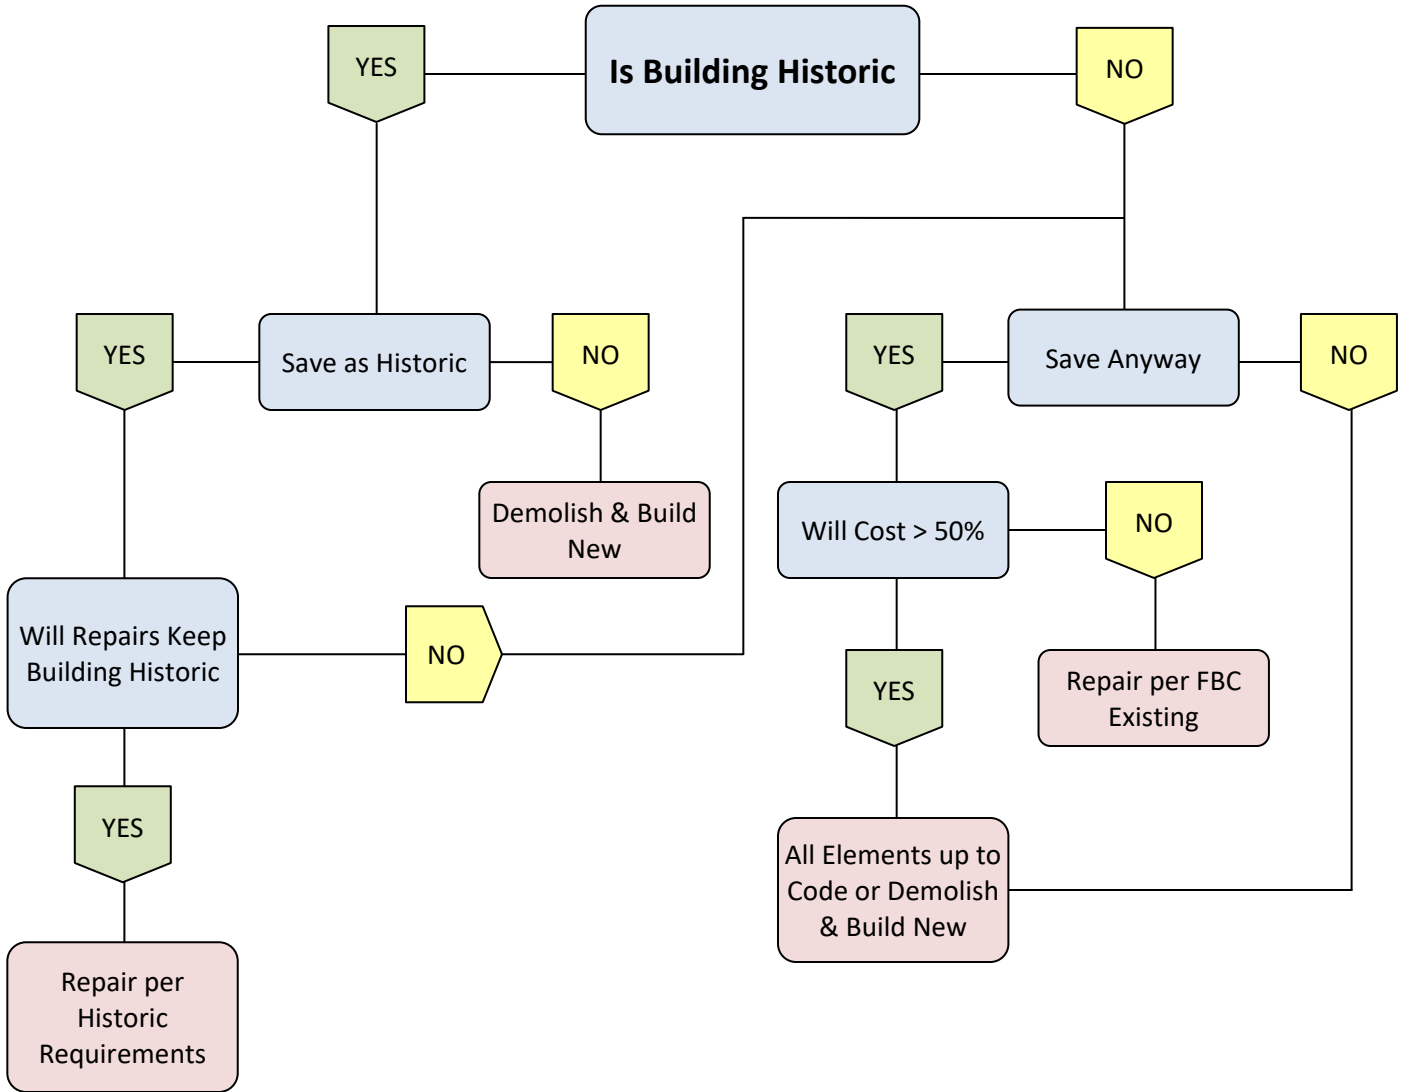 YES
Is Building Historic
NO
YES
Save as Historic
NO
YES
Save Anyway
NO
Demolish & Build
New
Will Cost > 50%
NO
Will Repairs Keep
Building Historic
NO
YES
Repair per FBC
Existing
YES
All Elements up to
Code or Demolish
& Build New
Repair per
Historic
Requirements